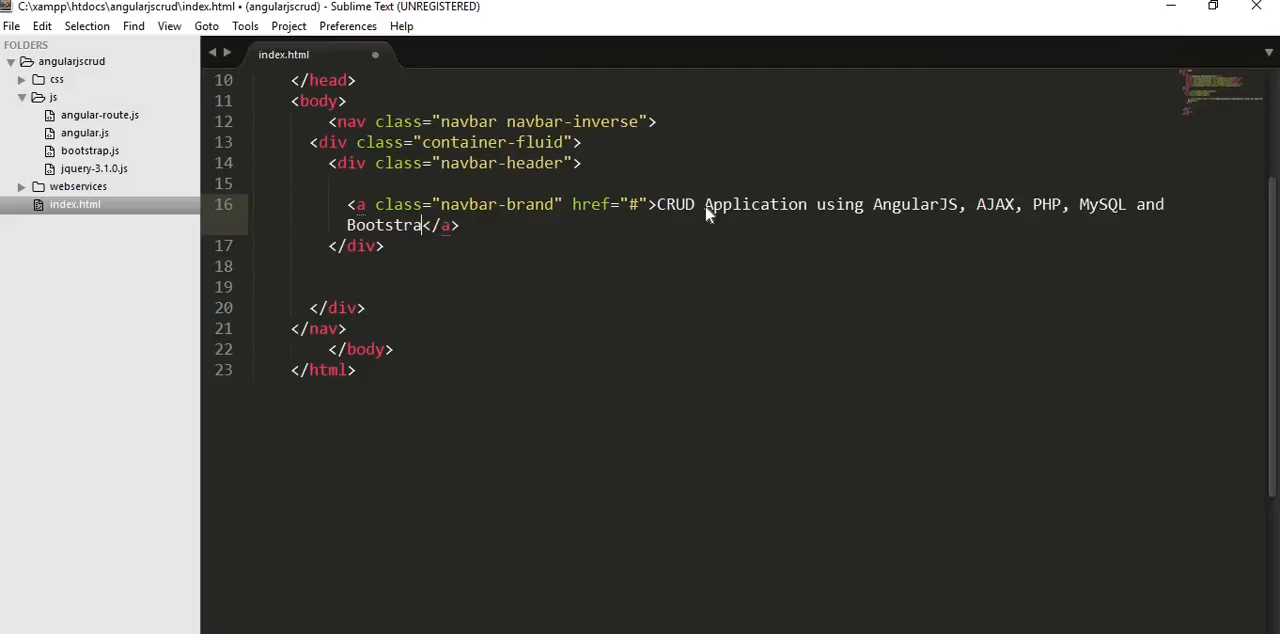 C:\xampp\htdocs\angularjscrud\index.html • (angularjscrud) - Sublime Text (UNREGISTERED)
File Edit Selection Find View Goto Tools Project Preferences Help
FOLDERS
angularjscrud
css
js
angular-route.js
angular.js
bootstrap.js
jquery-3.1.0.js
webservices
index.html
index.html
10 </head>
11 <body>
12 <nav class="navbar navbar-inverse">
13 <div class="container-fluid">
14 <div class="navbar-header">
15
16 <a class="navbar-brand" href="#">CRUD Application using AngularJS, AJAX, PHP, MySQL and
Bootstra</a>
17 </div>
18
19
20 </div>
21 </nav>
22 </body>
23 </html>